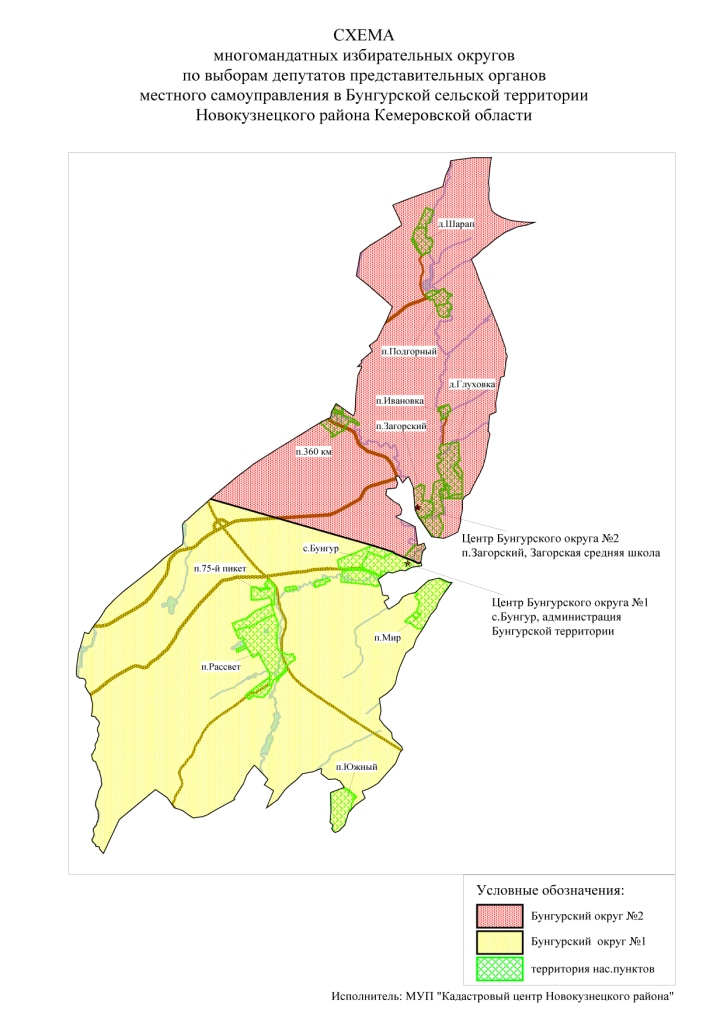 СХЕМА
многомандатных избирательных округов
по выборам депутатов представительных органов
местного самоуправления в Бунгурской сельской территории
Новокузнецкого района Кемеровской области
д.Шарап
п.Подгорный
д.Глуховка
п.Ивановка
п.Загорский
п.360 км
Центр Бунгурского округа №2
п.Загорский, Загорская средняя школа
с.Бунгур
п.75-й пикет
Центр Бунгурского округа №1
с.Бунгур, администрация
Бунгурской территории
п.Мир
п.Рассвет
п.Южный
Условные обозначения:
Бунгурский округ №2
Бунгурский округ №1
территория нас.пунктов
Исполнитель: МУП "Кадастровый центр Новокузнецкого района"